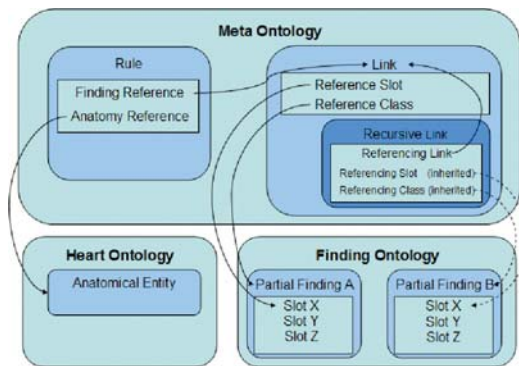 Meta Ontology
Rule
Finding Reference
Anatomy Reference
Link
Reference Slot
Reference Class
Recursive Link
Referencing Link
Referencing Slot (inherited)
Referencing Class (inherited)
Heart Ontology
Anatomical Entity
Finding Ontology
Partial Finding A
Slot X
Slot Y
Slot Z
Partial Finding B
Slot X
Slot Y
Slot Z